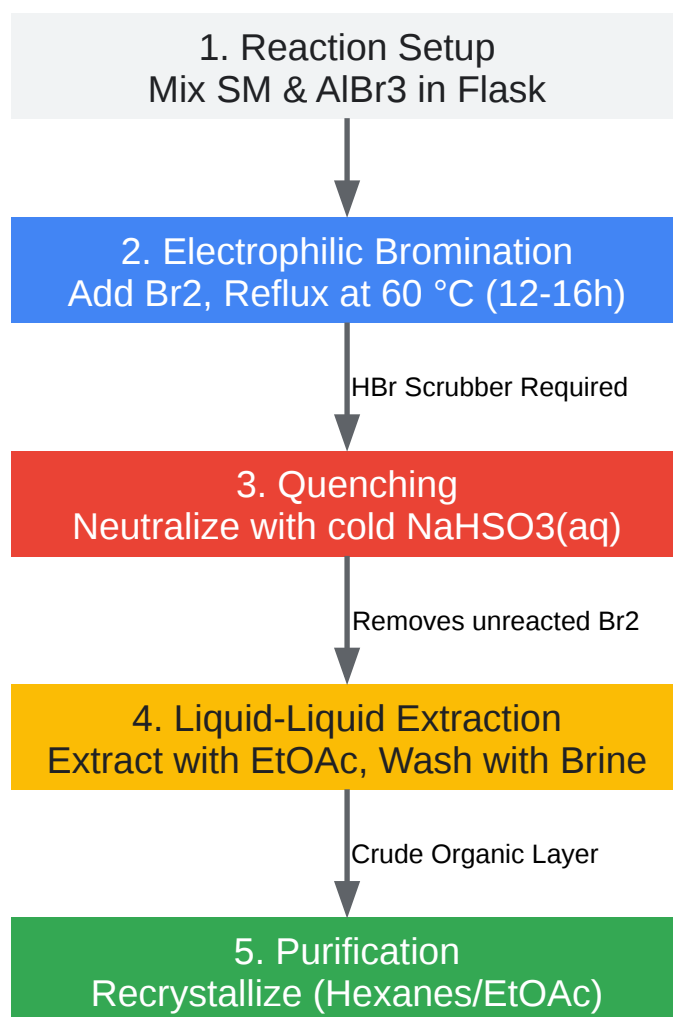 1. Reaction Setup
Mix SM & AlBr3 in Flask
2. Electrophilic Bromination
Add Br2, Reflux at 60 °C (12-16h)
HBr Scrubber Required
3. Quenching
Neutralize with cold NaHSO3(aq)
Removes unreacted Br2
4. Liquid-Liquid Extraction
Extract with EtOAc, Wash with Brine
Crude Organic Layer
5. Purification
Recrystallize (Hexanes/EtOAc)